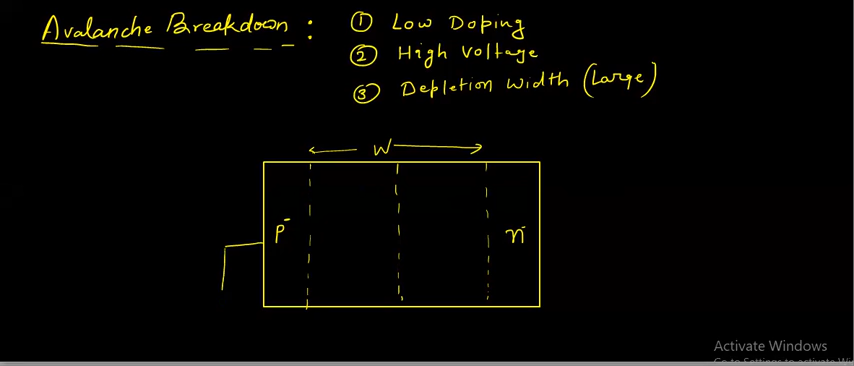 Avalanche Breakdown : ① Low Doping
② High Voltage
③ Depletion Width (Large)
W
p⁻ n⁻
Activate Windows